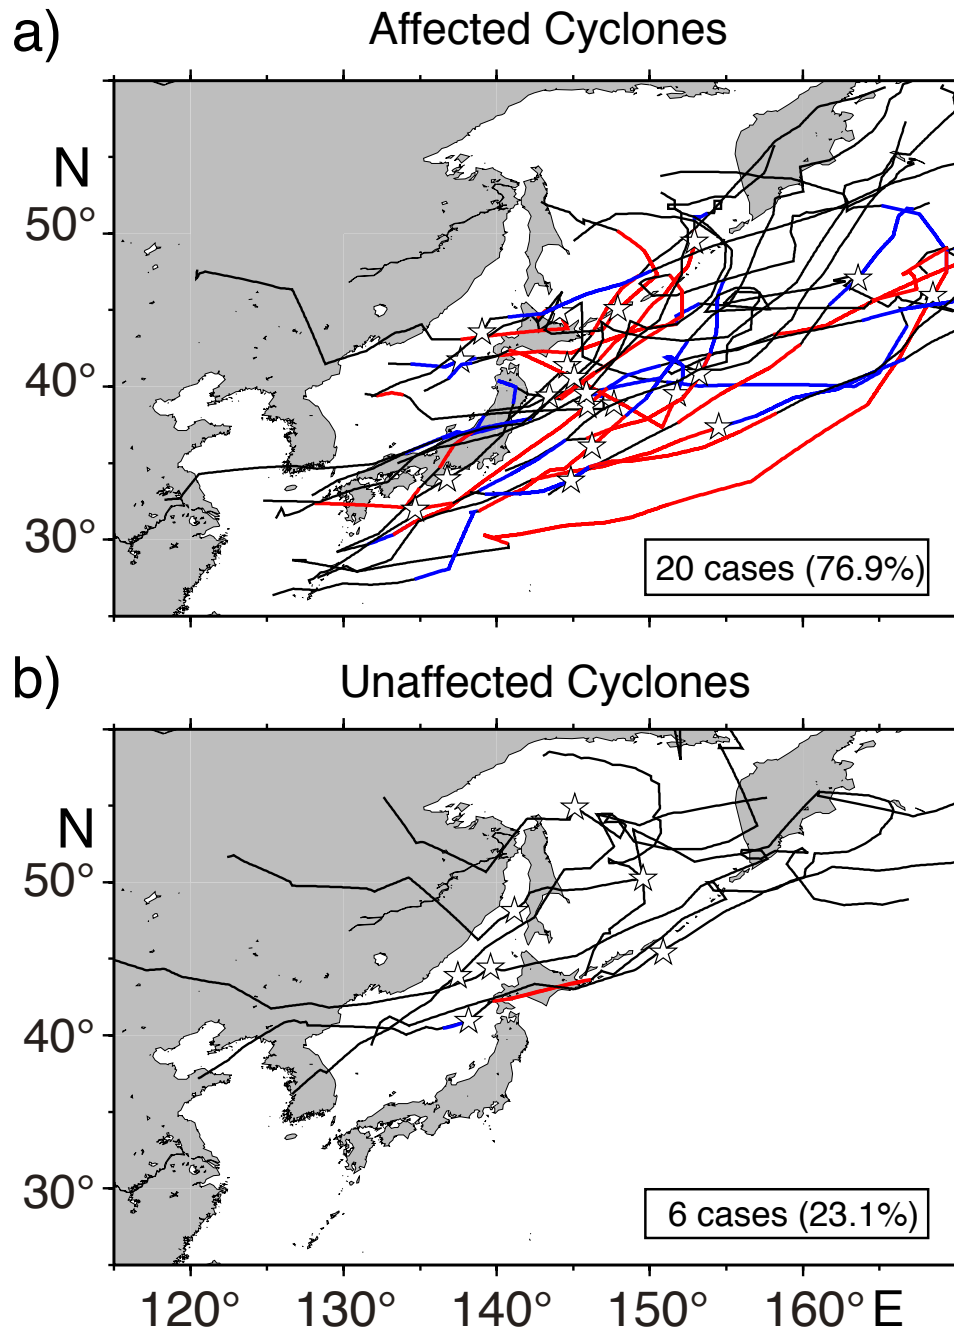 a)
Affected Cyclones
N
50°
40°
30°
20 cases (76.9%)
b)
Unaffected Cyclones
N
50°
40°
30°
6 cases (23.1%)
120° 130° 140° 150° 160° E